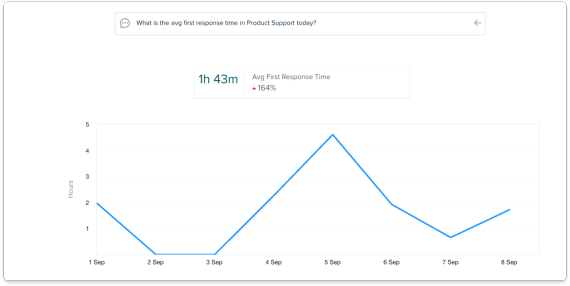 What is the avg first response time in Product Support today?
1h 43m
Avg First Response Time
164%
5
4
3
2
1
Hours
1 Sep 2 Sep 3 Sep 4 Sep 5 Sep 6 Sep 7 Sep 8 Sep